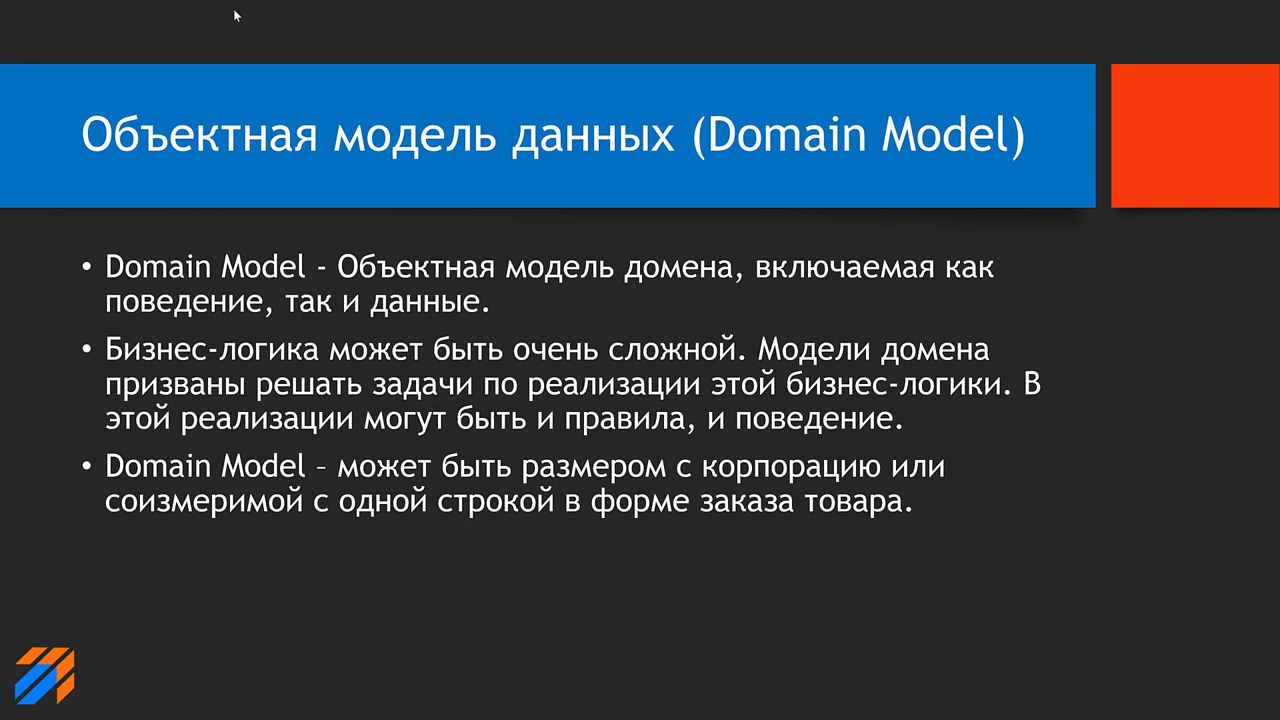 Объектная модель данных (Domain Model)
• Domain Model - Объектная модель домена, включаемая как
поведение, так и данные.
• Бизнес-логика может быть очень сложной. Модели домена
призваны решать задачи по реализации этой бизнес-логики. В
этой реализации могут быть и правила, и поведение.
• Domain Model – может быть размером с корпорацию или
соизмеримой с одной строкой в форме заказа товара.